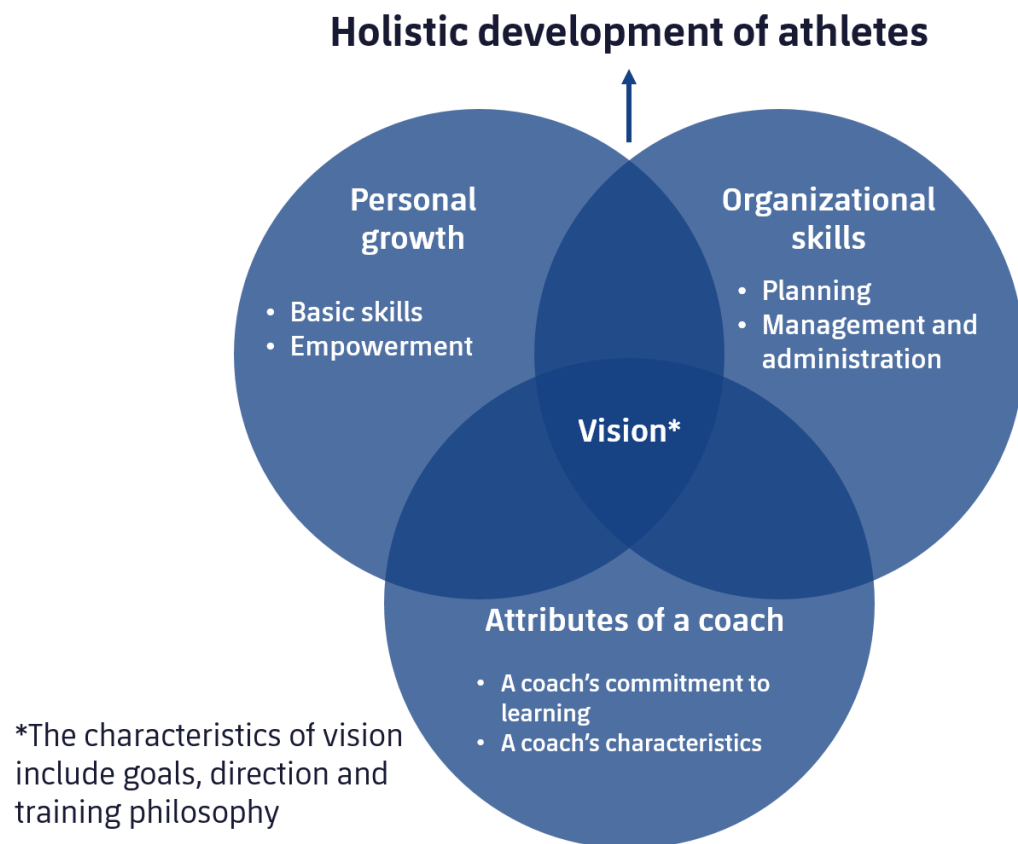 Holistic development of athletes
Personal
growth
• Basic skills
• Empowerment
Organizational
skills
• Planning
• Management and
administration
Vision*
Attributes of a coach
• A coach’s commitment to
learning
• A coach’s characteristics
*The characteristics of vision
include goals, direction and
training philosophy